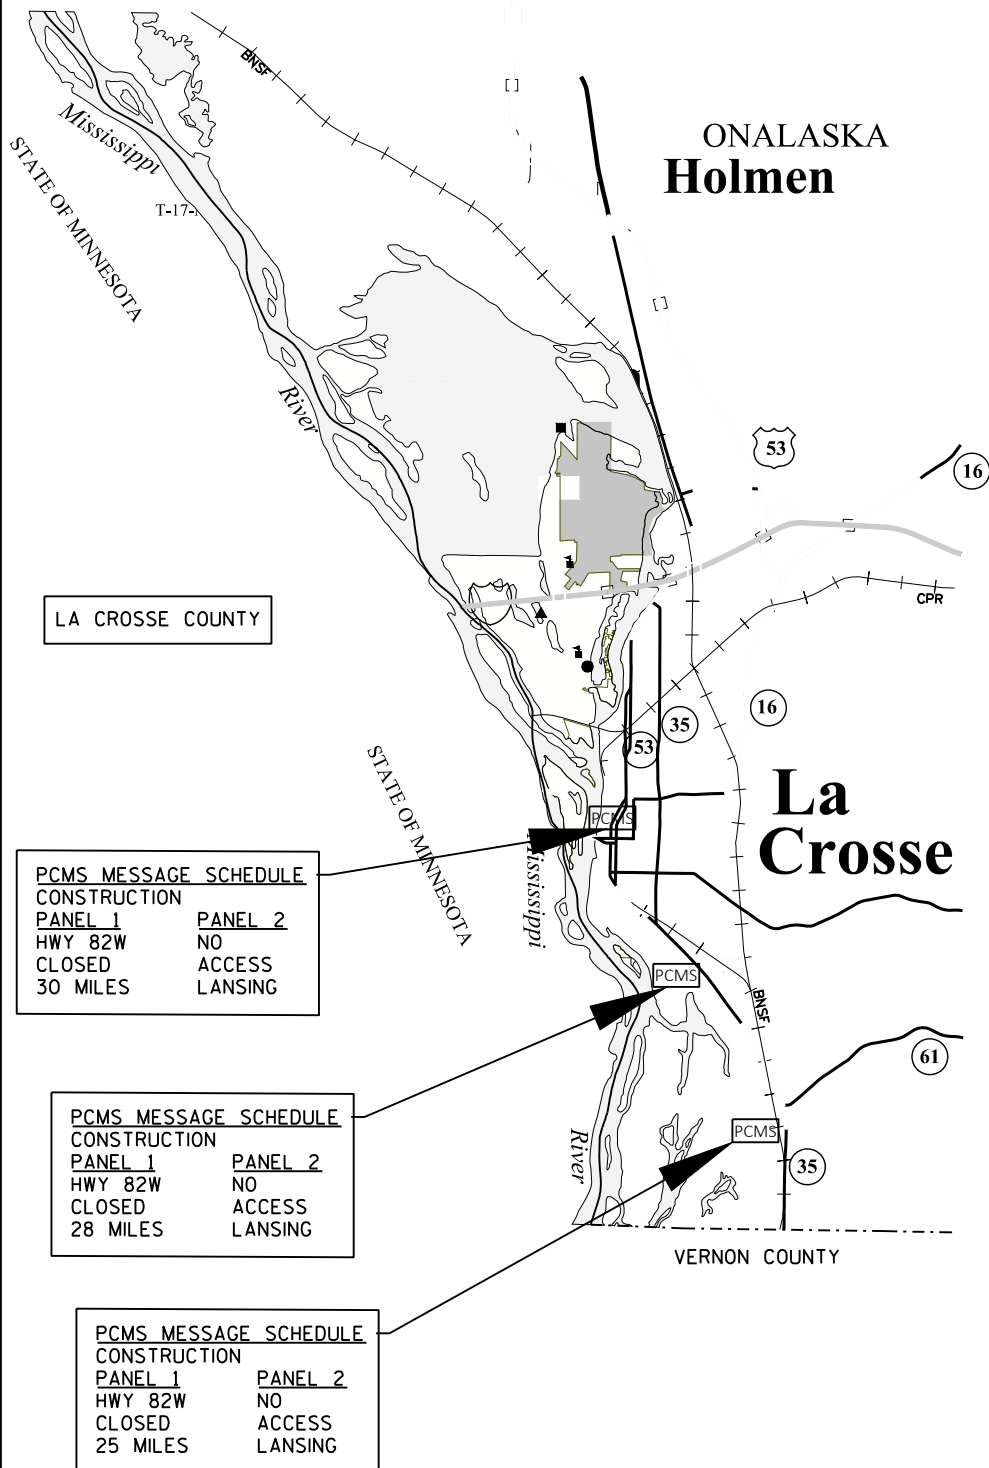 BNSF
ONALASKA
Holmen
Mississippi
STATE OF MINNESOTA
T-17-
River
53
16
CPR
LA CROSSE COUNTY
16
35
53
STATE OF MINNESOTA
La
Crosse
PCMS
Mississippi
PCMS MESSAGE SCHEDULE
CONSTRUCTION
PANEL 1 PANEL 2
HWY 82W NO
CLOSED ACCESS
30 MILES LANSING
PCMS
BNSF
61
PCMS MESSAGE SCHEDULE
CONSTRUCTION
PANEL 1 PANEL 2
HWY 82W NO
CLOSED ACCESS
28 MILES LANSING
River
PCMS
35
VERNON COUNTY
PCMS MESSAGE SCHEDULE
CONSTRUCTION
PANEL 1 PANEL 2
HWY 82W NO
CLOSED ACCESS
25 MILES LANSING